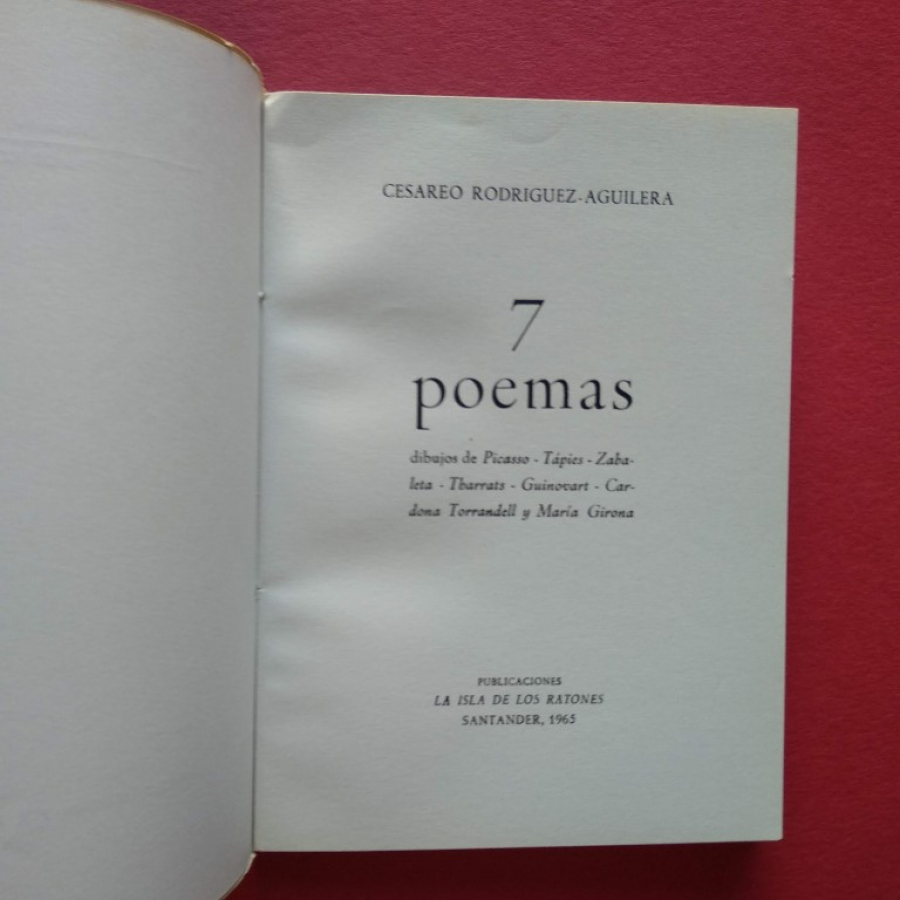 CESAREO RODRIGUEZ-AGUILERA
7
poemas
dibujos de Picasso - Tápies - Zaba-
leta - Tharrats - Guinovart - Car-
dona Torrandell y María Girona
PUBLICACIONES
LA ISLA DE LOS RATONES
SANTANDER, 1965